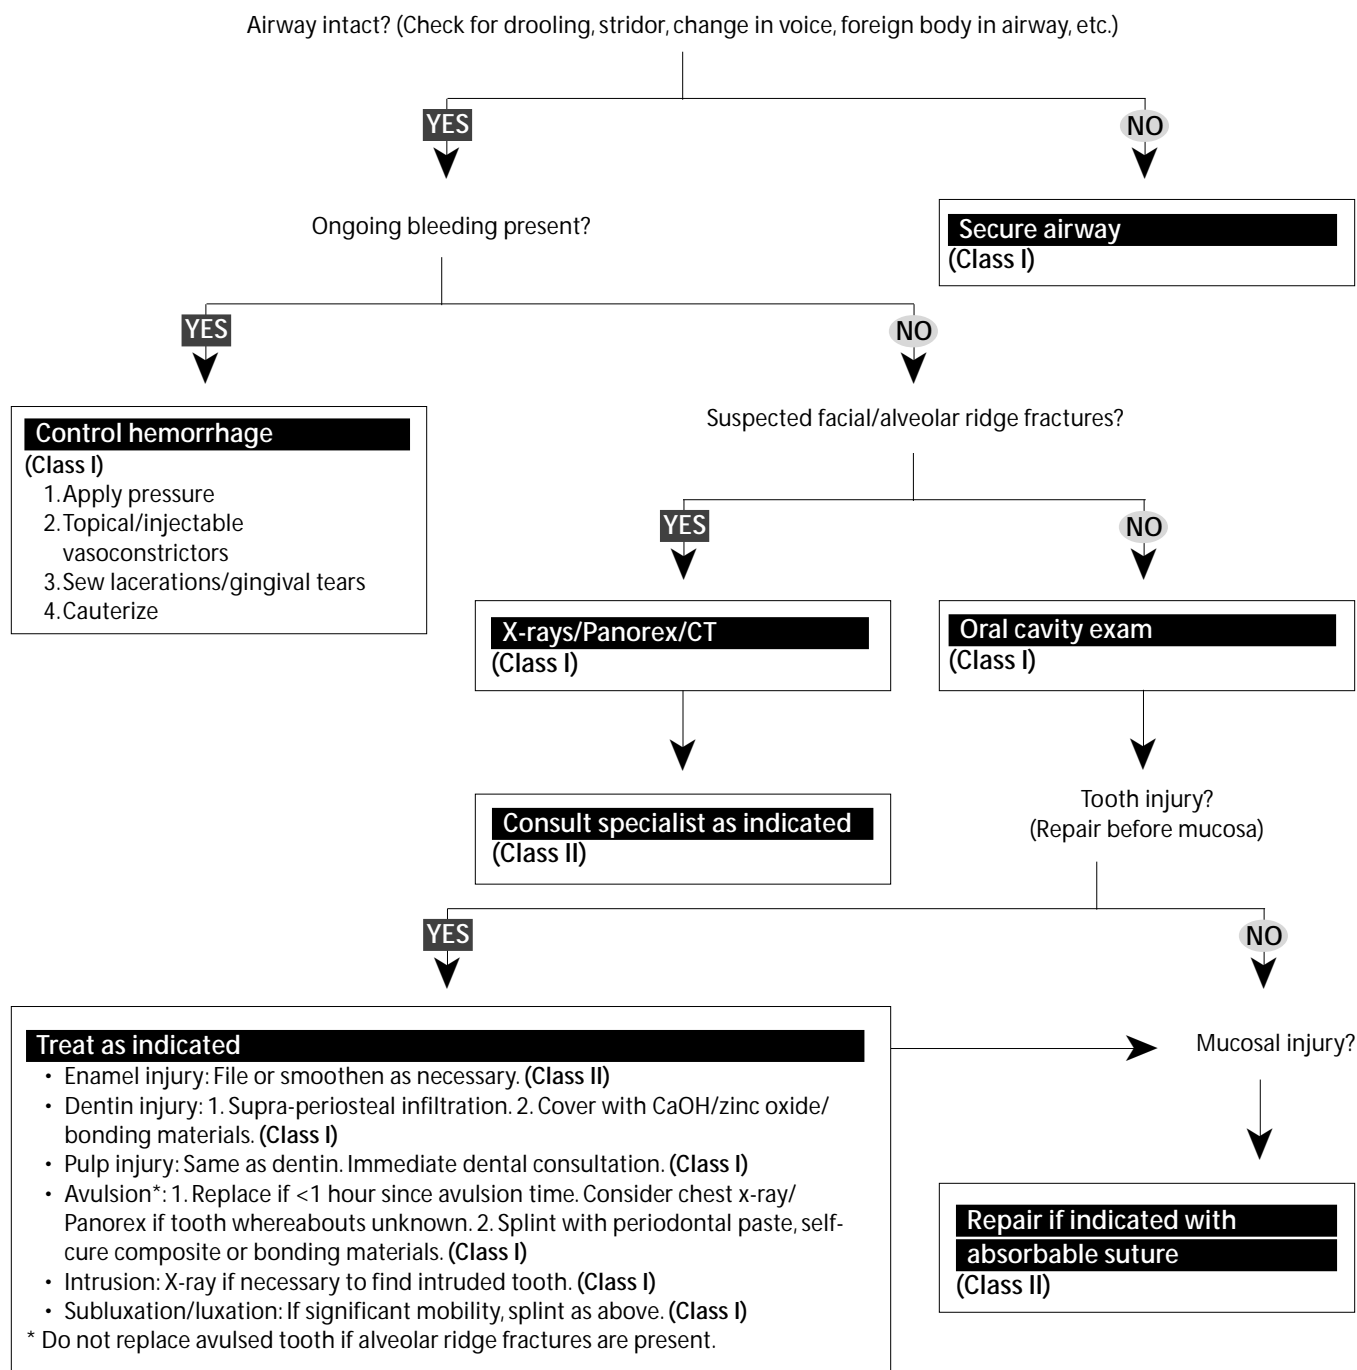 Airway intact? (Check for drooling, stridor, change in voice, foreign body in airway, etc.)
YES
NO
Ongoing bleeding present?
Secure airway
(Class I)
YES
NO
Control hemorrhage
(Class I)
1. Apply pressure
2. Topical/injectable
vasoconstrictors
3. Sew lacerations/gingival tears
4. Cauterize
Suspected facial/alveolar ridge fractures?
YES
NO
X-rays/Panorex/CT
(Class I)
Oral cavity exam
(Class I)
Consult specialist as indicated
(Class II)
Tooth injury?
(Repair before mucosa)
YES
NO
Treat as indicated
• Enamel injury: File or smoothen as necessary. (Class II)
• Dentin injury: 1. Supra-periosteal infiltration. 2. Cover with CaOH/zinc oxide/
bonding materials. (Class I)
• Pulp injury: Same as dentin. Immediate dental consultation. (Class I)
• Avulsion*: 1. Replace if <1 hour since avulsion time. Consider chest x-ray/
Panorex if tooth whereabouts unknown. 2. Splint with periodontal paste, self-
cure composite or bonding materials. (Class I)
• Intrusion: X-ray if necessary to find intruded tooth. (Class I)
• Subluxation/luxation: If significant mobility, splint as above. (Class I)
* Do not replace avulsed tooth if alveolar ridge fractures are present.
Mucosal injury?
Repair if indicated with
absorbable suture
(Class II)